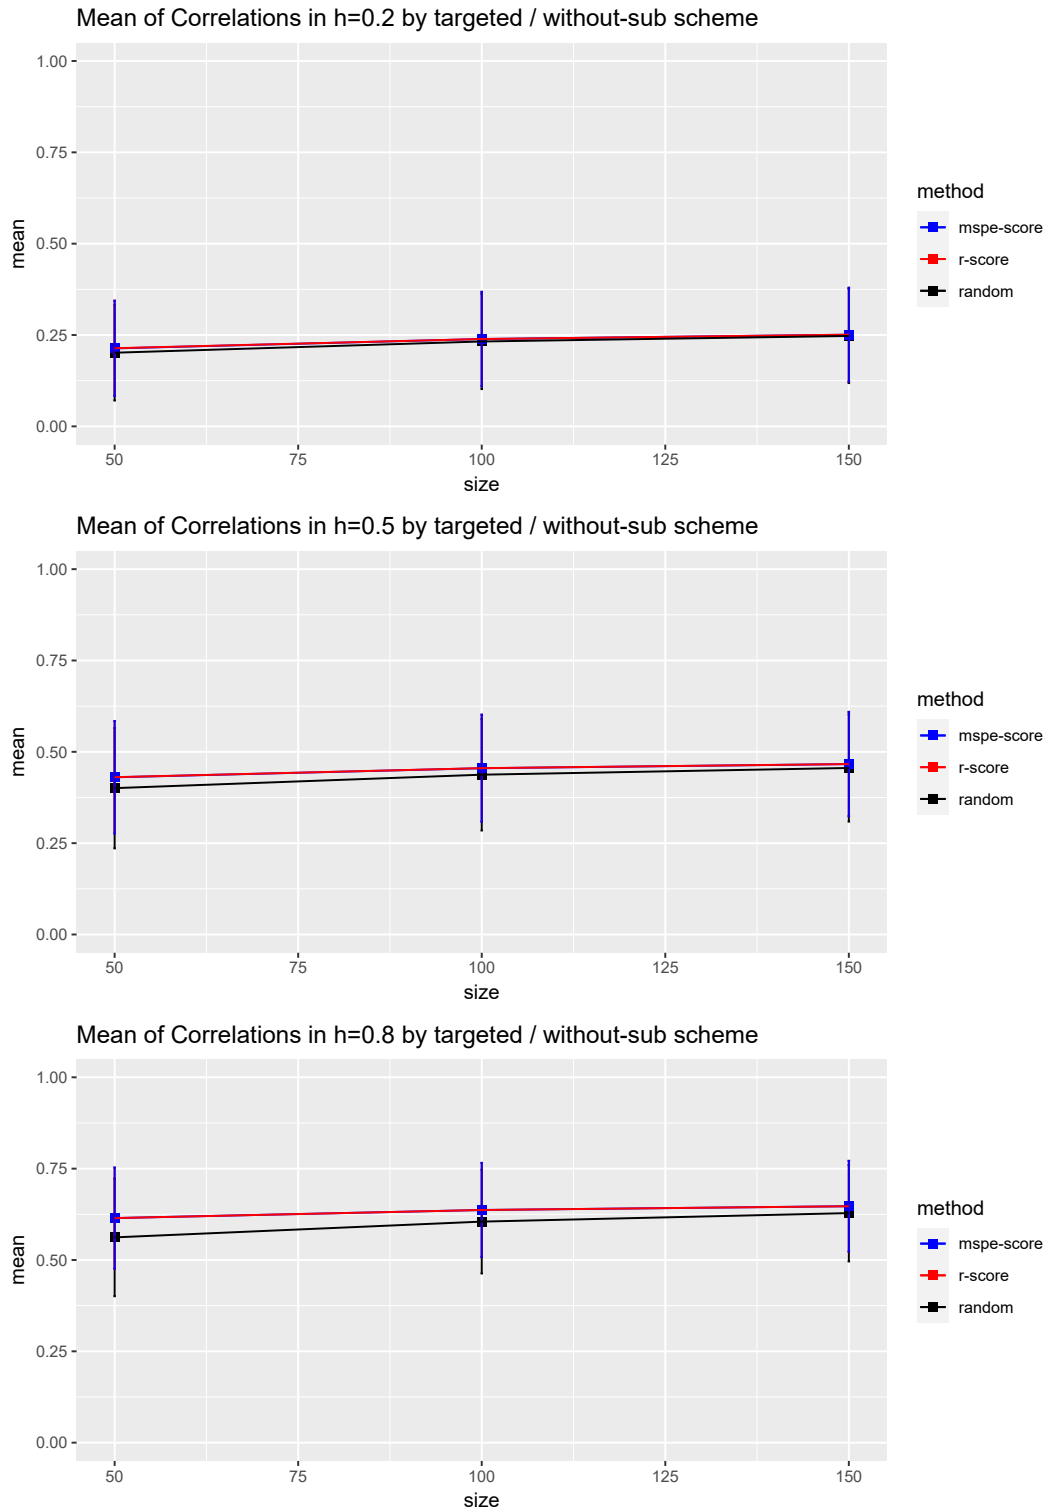 Mean of Correlations in h=0.2 by targeted / without-sub scheme
1.00
0.75
0.50
0.25
0.00
mean
50 75 100 125 150
size
method
mspe-score
r-score
random
Mean of Correlations in h=0.5 by targeted / without-sub scheme
1.00
0.75
0.50
0.25
0.00
mean
50 75 100 125 150
size
method
mspe-score
r-score
random
Mean of Correlations in h=0.8 by targeted / without-sub scheme
1.00
0.75
0.50
0.25
0.00
mean
50 75 100 125 150
size
method
mspe-score
r-score
random